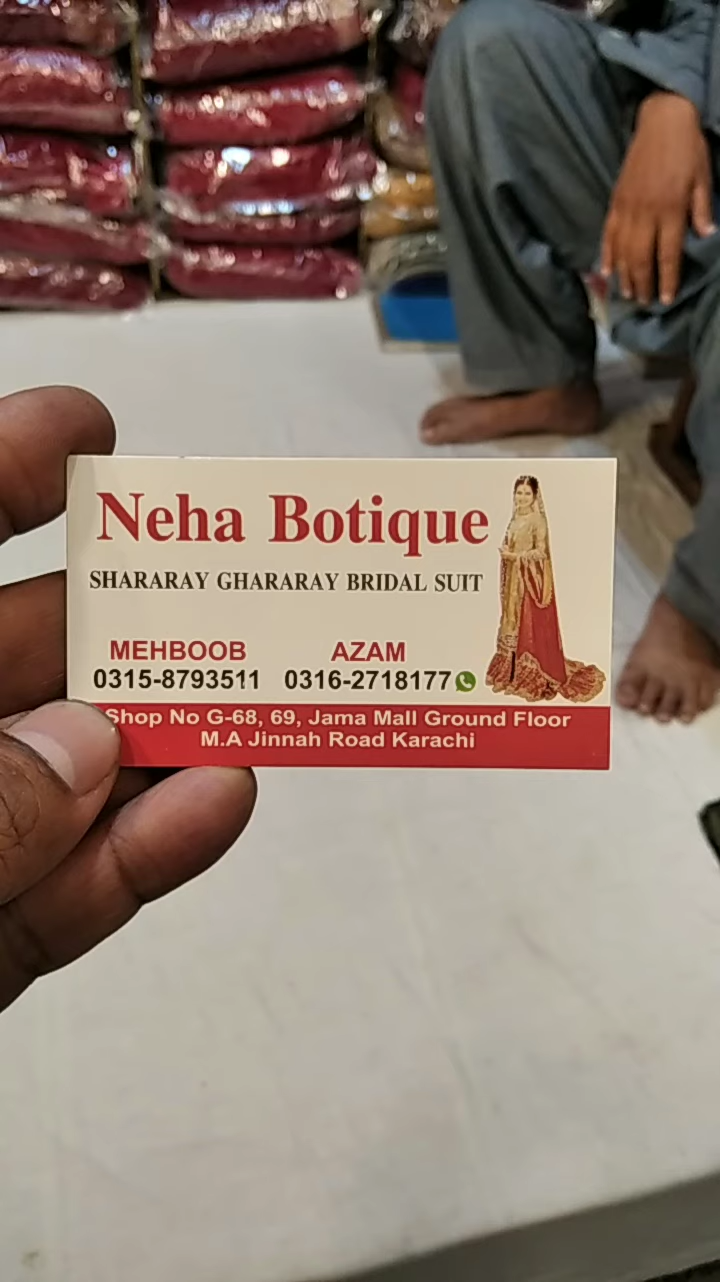 Neha Botique
SHARARAY GHARARAY BRIDAL SUIT
MEHBOOB AZAM
0315-8793511 0316-2718177
Shop No G-68, 69, Jama Mall Ground Floor
M.A Jinnah Road Karachi